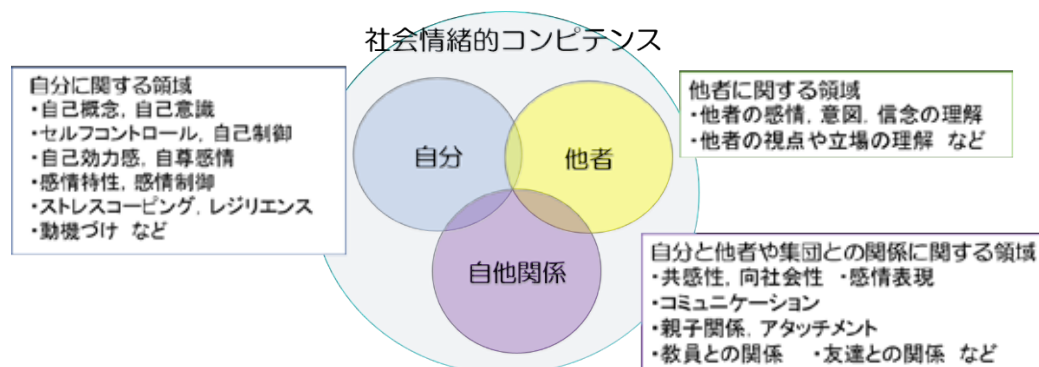 社会情緒的コンピテンス
自分に関する領域
・自己概念, 自己意識
・セルフコントロール, 自己制御
・自己効力感, 自尊感情
・感情特性, 感情制御
・ストレスコーピング, レジリエンス
・動機づけ など
自分
他者
自他関係
他者に関する領域
・他者の感情, 意図, 信念の理解
・他者の視点や立場の理解 など
自分と他者や集団との関係に関する領域
・共感性, 向社会性 ・感情表現
・コミュニケーション
・親子関係, アタッチメント
・教員との関係 ・友達との関係 など